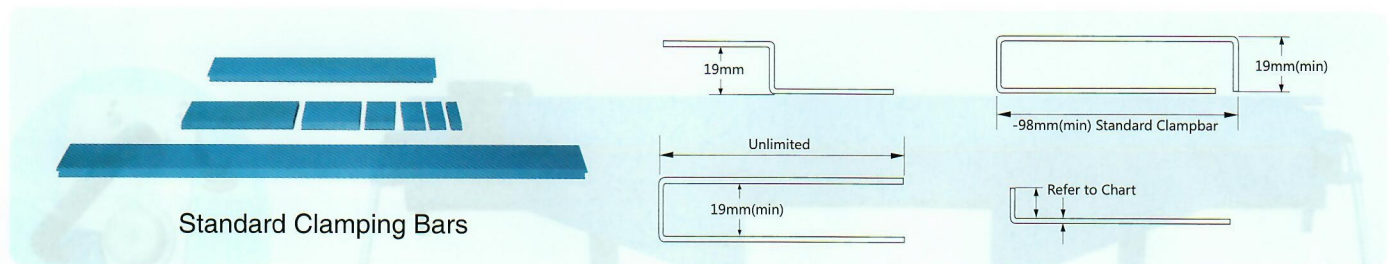 Standard Clamping Bars
19mm
Unlimited
19mm(min)
19mm(min)
-98mm(min) Standard Clampbar
Refer to Chart